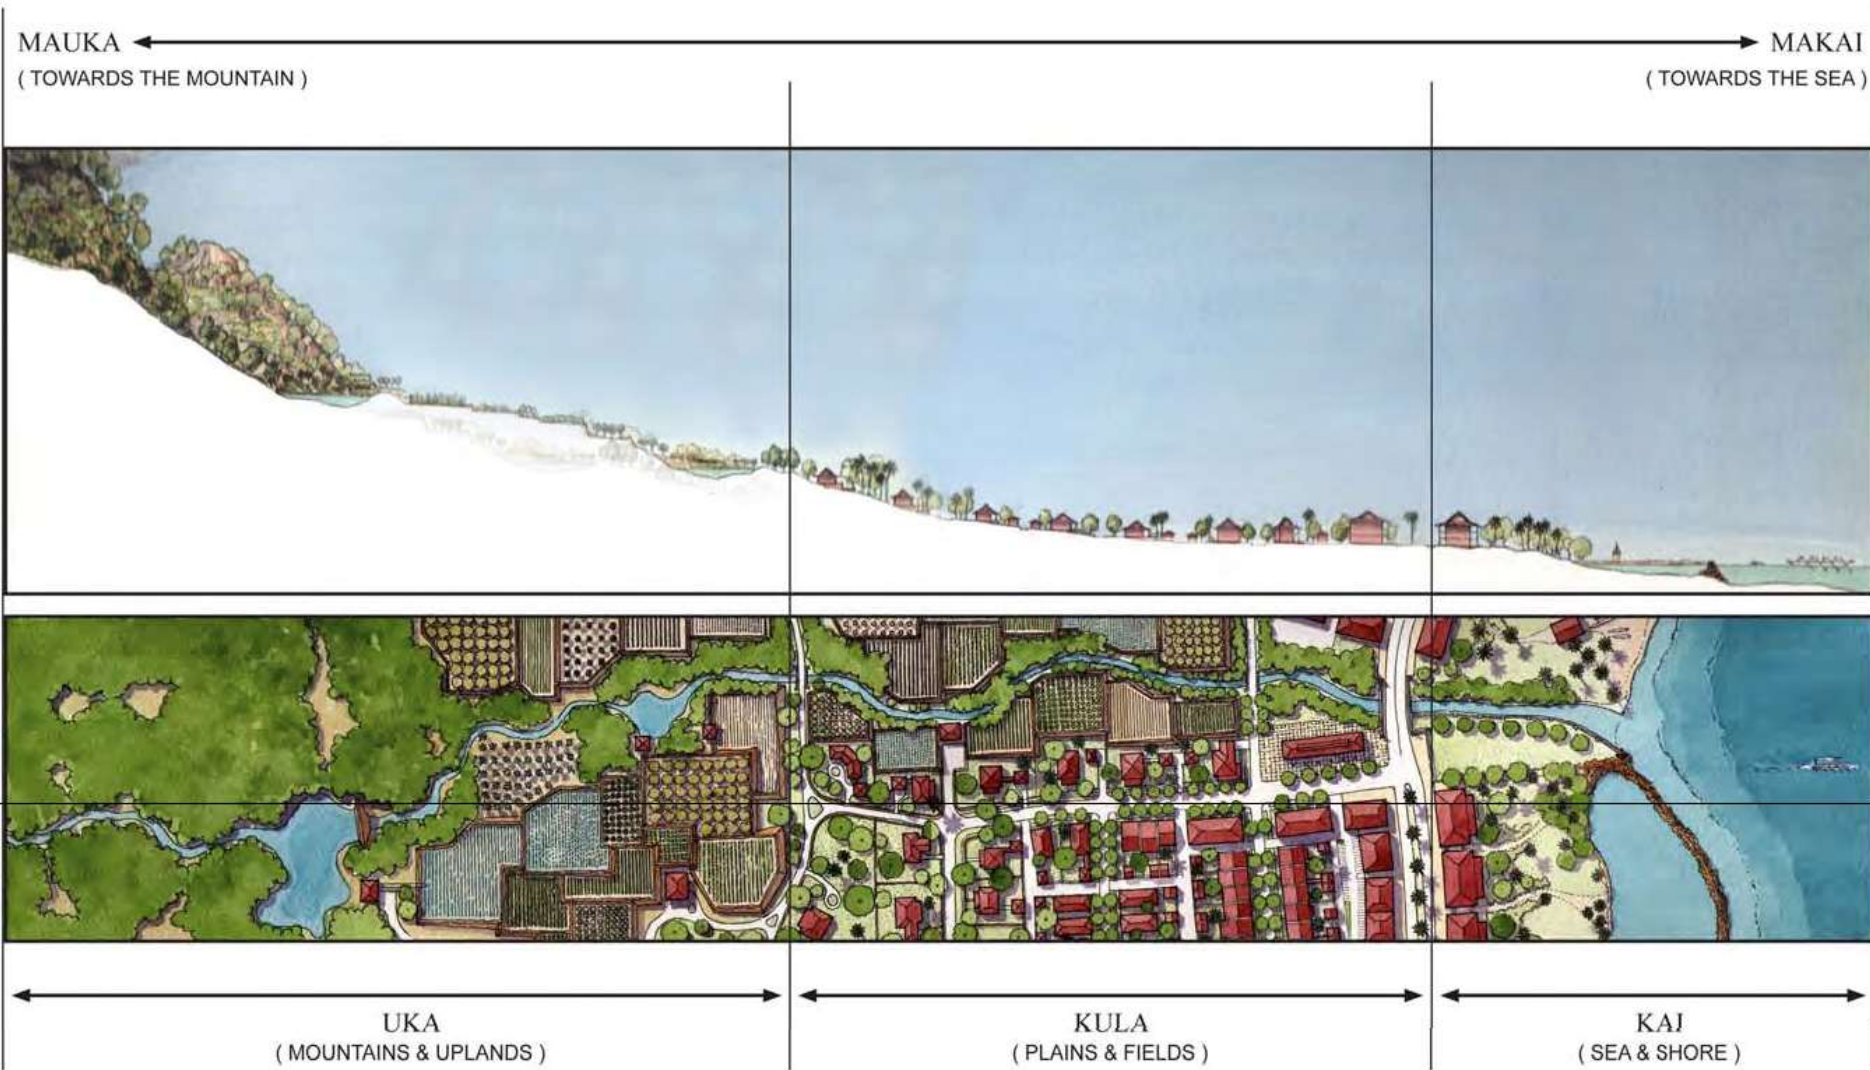 MAUKA
MAKAI
( TOWARDS THE MOUNTAIN )
( TOWARDS THE SEA )
UKA
KULA
KAI
( MOUNTAINS & UPLANDS )
( PLAINS & FIELDS )
( SEA & SHORE )